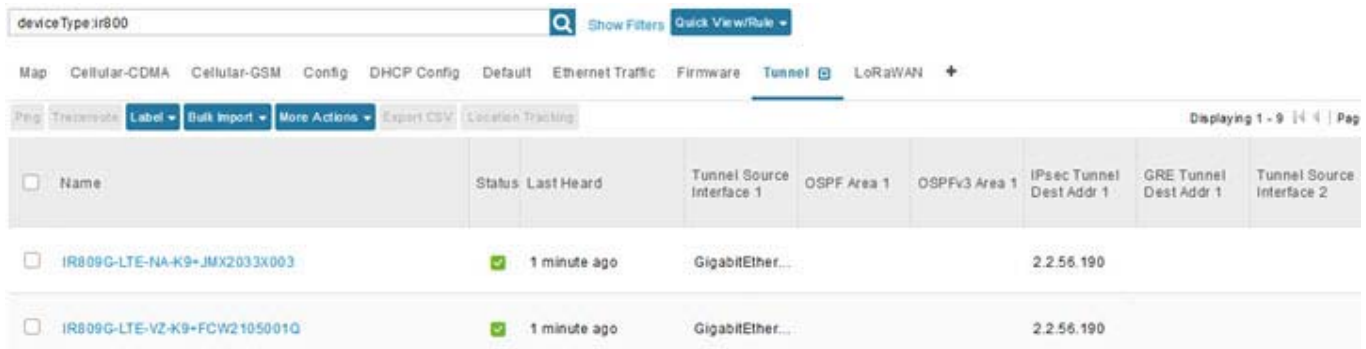 deviceType:ir800
Show Filters Quick View/Rule
Map Cellular-CDMA Cellular-GSM Config DHCP Config Default Ethernet Traffic Firmware Tunnel LoRaWAN +
Ping Traceroute Label Bulk Import More Actions Export CSV Location Tracking Displaying 1 - 9 Pag
Name Status Last Heard Tunnel Source Interface 1 OSPF Area 1 OSPFv3 Area 1 IPsec Tunnel Dest Addr 1 GRE Tunnel Dest Addr 1 Tunnel Source Interface 2
IR809G-LTE-NA-K9+JMX2033X003 1 minute ago GigabitEther... 2.2.56.190
IR809G-LTE-VZ-K9+FCW2105001Q 1 minute ago GigabitEther... 2.2.56.190